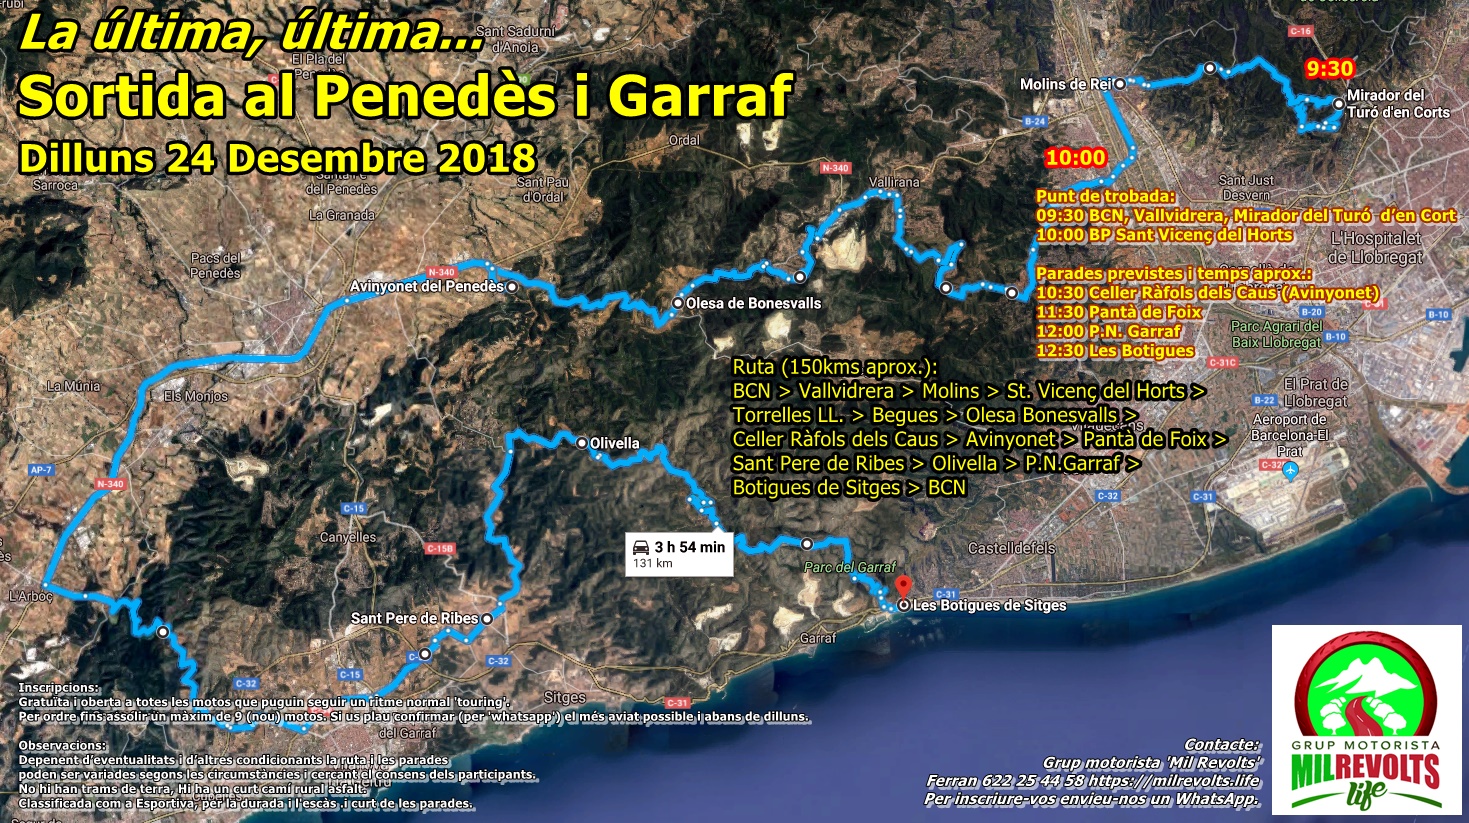 La última, última...
Sortida al Penedès i Garraf
Dilluns 24 Desembre 2018
Sant Sadurní
d'Anoia
El Pla del
Penedès
Sarroca
del Penedès
La Granada
Sant Pau
d'Ordal
Ordal
N-340
Vallirana
B-24
Molins de Rei
C-16
9:30
Mirador del
Turó d'en Corts
10:00
Sant Just
Desvern
Punt de trobada:
09:30 BCN, Vallvidrera, Mirador del Turó d'en Cort
10:00 BP Sant Vicenç del Horts
L'Hospitalet
de Llobregat
Parades previstes i temps aprox.:
10:30 Celler Ràfols dels Caus (Avinyonet)
11:30 Pantà de Foix
12:00 P.N. Garraf
12:30 Les Botigues
B-20
B-10
B-10
Parc Agrari del
Baix Llobregat
C-31C
El Prat de
Llobregat
B-22
Aeroport de
Barcelona-El
Prat
C-31
C-32
Pacs del
Penedès
N-340
Avinyonet del Penedès
Olesa de Bonesvalls
La Múnia
Els Monjos
AP-7
N-340
Ruta (150kms aprox.):
BCN > Vallvidrera > Molins > St. Vicenç del Horts >
Torrelles LL. > Begues > Olesa Bonesvalls >
Celler Ràfols dels Caus > Avinyonet > Pantà de Foix >
Sant Pere de Ribes > Olivella > P.N.Garraf >
Botigues de Sitges > BCN
Olivella
C-15
Canyelles
C-15B
3 h 54 min
131 km
Castelldefels
Parc del Garraf
C-31
Les Botigues de Sitges
Garraf
L'Arboç
Sant Pere de Ribes
C-32
C-15
C-32
Sitges
C-31
del Garraf
Inscripcions:
Gratuïta i oberta a totes les motos que puguin seguir un ritme normal 'touring'.
Per ordre fins assolir un màxim de 9 (nou) motos. Si us plau confirmar (per 'whatsapp') el més aviat possible i abans de dilluns.
Observacions:
Depenent d'eventualitats i d'altres condicionants la ruta i les parades
poden ser variades segons les circumstàncies i cercant el consens dels participants.
No hi han trams de terra, Hi ha un curt camí rural asfalt.
Classificada com a Esportiva, per la durada i l'escàs i curt de les parades.
Contacte:
Grup motorista 'Mil Revolts'
Ferran 622 25 44 58 https://milrevolts.life
Per inscriure-vos envieu-nos un WhatsApp.
GRUP MOTORISTA
MILREVOLTS
life